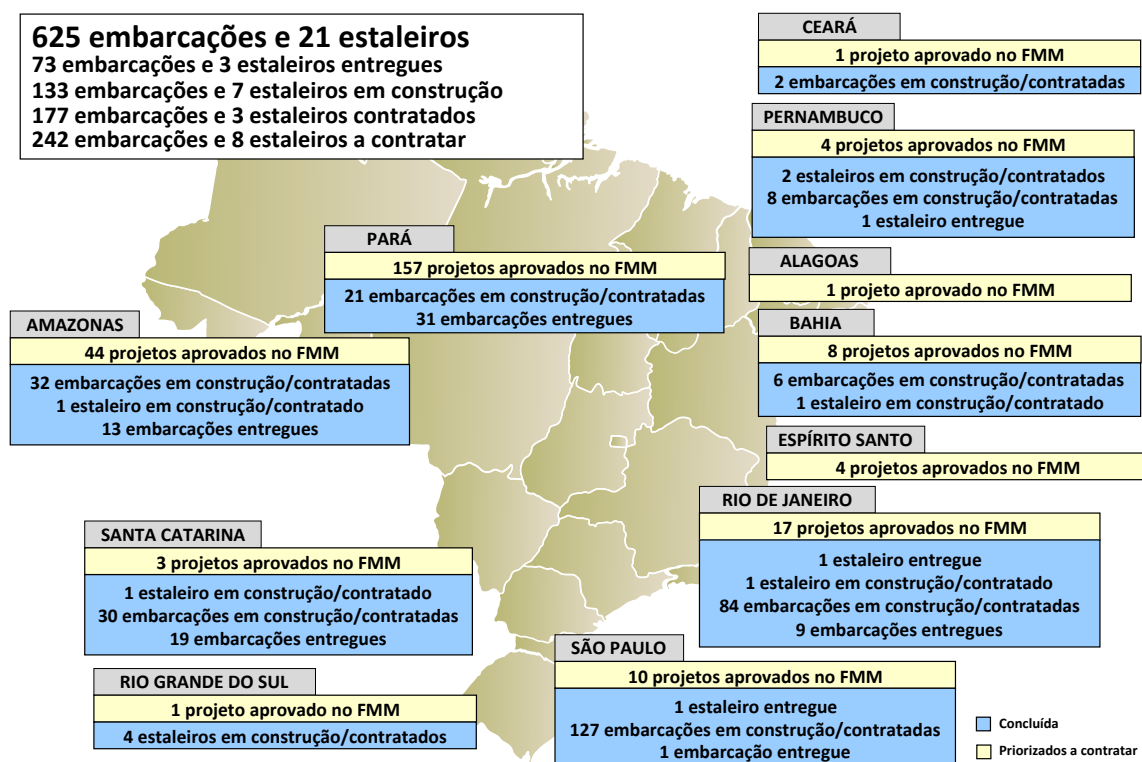 625 embarcações e 21 estaleiros
73 embarcações e 3 estaleiros entregues
133 embarcações e 7 estaleiros em construção
177 embarcações e 3 estaleiros contratados
242 embarcações e 8 estaleiros a contratar
CEARÁ
1 projeto aprovado no FMM
2 embarcações em construção/contratadas
PERNAMBUCO
4 projetos aprovados no FMM
2 estaleiros em construção/contratados
8 embarcações em construção/contratadas
1 estaleiro entregue
PARÁ
157 projetos aprovados no FMM
21 embarcações em construção/contratadas
31 embarcações entregues
ALAGOAS
1 projeto aprovado no FMM
AMAZONAS
44 projetos aprovados no FMM
32 embarcações em construção/contratadas
1 estaleiro em construção/contratado
13 embarcações entregues
BAHIA
8 projetos aprovados no FMM
6 embarcações em construção/contratadas
1 estaleiro em construção/contratado
ESPÍRITO SANTO
4 projetos aprovados no FMM
RIO DE JANEIRO
17 projetos aprovados no FMM
1 estaleiro entregue
1 estaleiro em construção/contratado
84 embarcações em construção/contratadas
9 embarcações entregues
SANTA CATARINA
3 projetos aprovados no FMM
1 estaleiro em construção/contratado
30 embarcações em construção/contratadas
19 embarcações entregues
SÃO PAULO
10 projetos aprovados no FMM
1 estaleiro entregue
127 embarcações em construção/contratadas
1 embarcação entregue
RIO GRANDE DO SUL
1 projeto aprovado no FMM
4 estaleiros em construção/contratados
Concluída
Priorizados a contratar